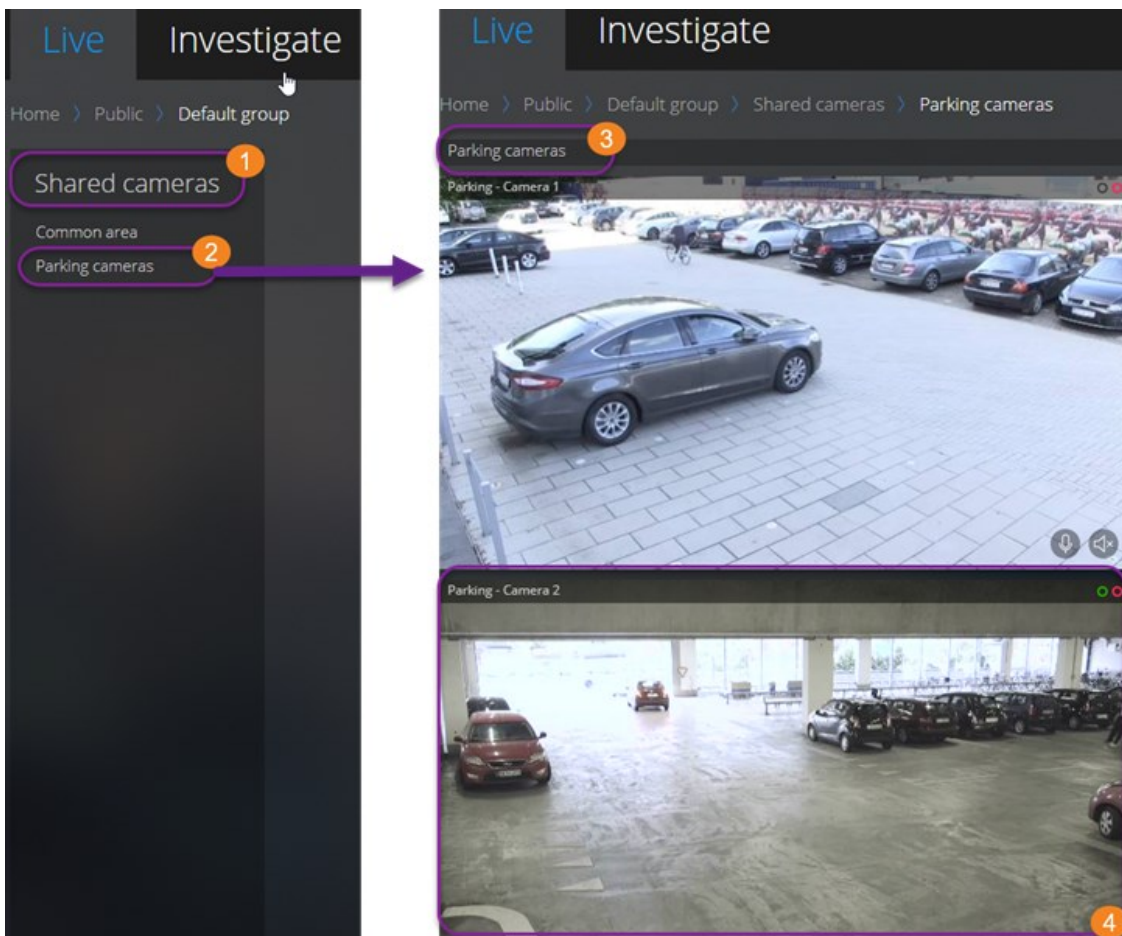 Live Investigate
Home > Public > Default group
1
Shared cameras
Common area
2
Parking cameras
Live Investigate
Home > Public > Default group > Shared cameras > Parking cameras
3
Parking cameras
Parking - Camera 1
Parking - Camera 2
4